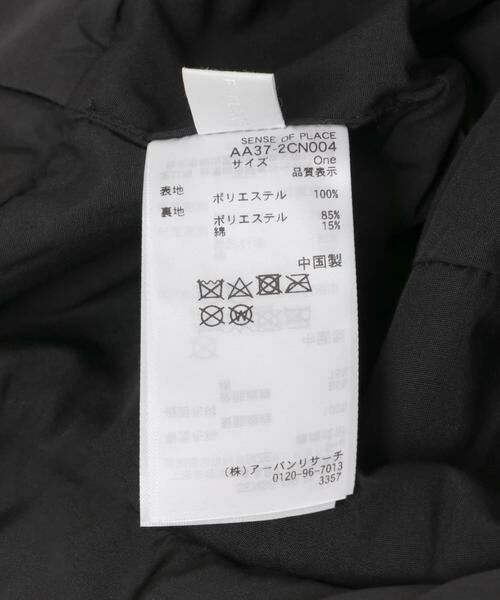 SENSE OF PLACE
AA37-2CN004
サイズ One
品質表示
表地 ポリエステル 100%
裏地 ポリエステル 85%
綿 15%
中国製
W
(株)アーバンリサーチ
0120-96-7013
3357